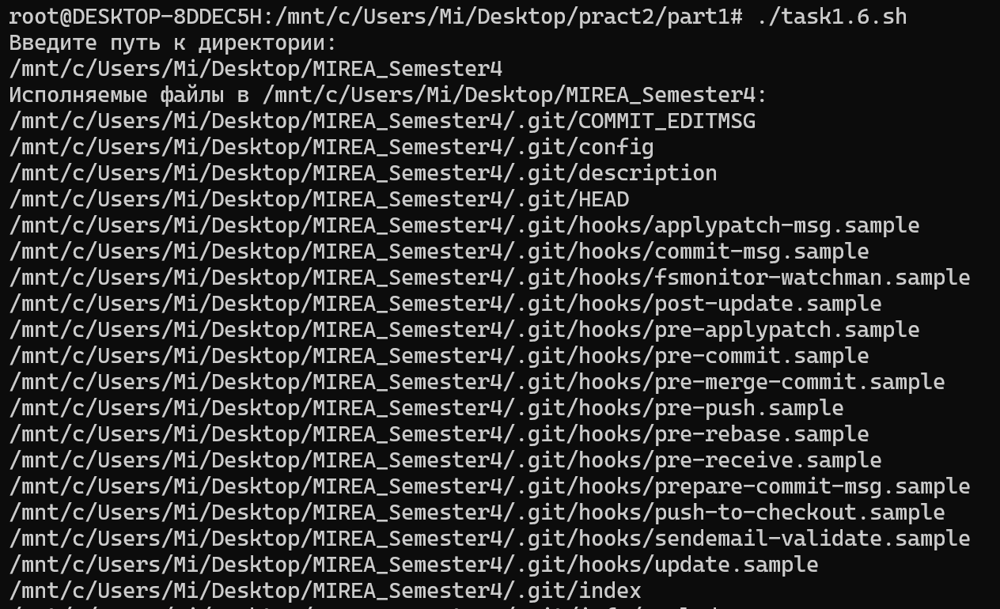 root@DESKTOP-8DDEC5H:/mnt/c/Users/Mi/Desktop/pract2/part1# ./task1.6.sh
Введите путь к директории:
/mnt/c/Users/Mi/Desktop/MIREA_Semester4
Исполняемые файлы в /mnt/c/Users/Mi/Desktop/MIREA_Semester4:
/mnt/c/Users/Mi/Desktop/MIREA_Semester4/.git/COMMIT_EDITMSG
/mnt/c/Users/Mi/Desktop/MIREA_Semester4/.git/config
/mnt/c/Users/Mi/Desktop/MIREA_Semester4/.git/description
/mnt/c/Users/Mi/Desktop/MIREA_Semester4/.git/HEAD
/mnt/c/Users/Mi/Desktop/MIREA_Semester4/.git/hooks/applypatch-msg.sample
/mnt/c/Users/Mi/Desktop/MIREA_Semester4/.git/hooks/commit-msg.sample
/mnt/c/Users/Mi/Desktop/MIREA_Semester4/.git/hooks/fsmonitor-watchman.sample
/mnt/c/Users/Mi/Desktop/MIREA_Semester4/.git/hooks/post-update.sample
/mnt/c/Users/Mi/Desktop/MIREA_Semester4/.git/hooks/pre-applypatch.sample
/mnt/c/Users/Mi/Desktop/MIREA_Semester4/.git/hooks/pre-commit.sample
/mnt/c/Users/Mi/Desktop/MIREA_Semester4/.git/hooks/pre-merge-commit.sample
/mnt/c/Users/Mi/Desktop/MIREA_Semester4/.git/hooks/pre-push.sample
/mnt/c/Users/Mi/Desktop/MIREA_Semester4/.git/hooks/pre-rebase.sample
/mnt/c/Users/Mi/Desktop/MIREA_Semester4/.git/hooks/pre-receive.sample
/mnt/c/Users/Mi/Desktop/MIREA_Semester4/.git/hooks/prepare-commit-msg.sample
/mnt/c/Users/Mi/Desktop/MIREA_Semester4/.git/hooks/push-to-checkout.sample
/mnt/c/Users/Mi/Desktop/MIREA_Semester4/.git/hooks/sendemail-validate.sample
/mnt/c/Users/Mi/Desktop/MIREA_Semester4/.git/hooks/update.sample
/mnt/c/Users/Mi/Desktop/MIREA_Semester4/.git/index